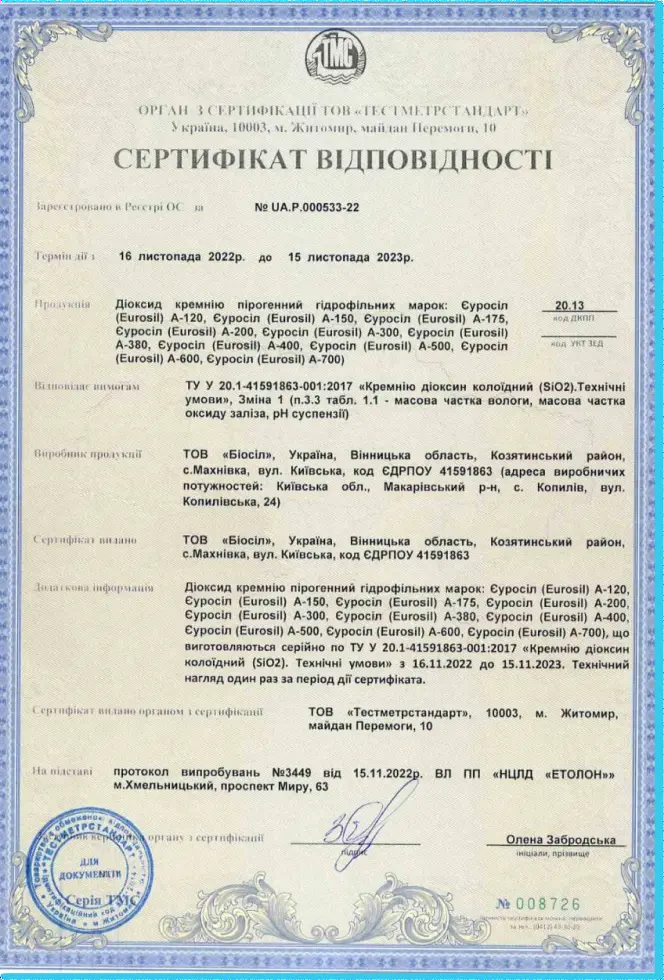 ТМС
ОРГАН З СЕРТИФІКАЦІЇ ТОВ «ТЕСТМЕТРСТАНДАРТ»
Україна, 10003, м. Житомир, майдан Перемоги, 10
СЕРТИФІКАТ ВІДПОВІДНОСТІ
Зареєстровано в Реєстрі ОС за № UA.P.000533-22
Термін дії з 16 листопада 2022р. до 15 листопада 2023р.
Продукція Діоксид кремнію пірогенний гідрофільних марок: Єуросіл 20.13
(Eurosil) А-120, Єуросіл (Eurosil) А-150, Єуросіл (Eurosil) А-175, код ДКПП
Єуросіл (Eurosil) А-200, Єуросіл (Eurosil) А-300, Єуросіл (Eurosil)
А-380, Єуросіл (Eurosil) А-400, Єуросіл (Eurosil) А-500, Єуросіл код УКТ ЗЕД
(Eurosil) А-600, Єуросіл (Eurosil) А-700)
Відповідає вимогам ТУ У 20.1-41591863-001:2017 «Кремнію діоксин колоїдний (SiO2).Технічні
умови», Зміна 1 (п.3.3 табл. 1.1 - масова частка вологи, масова частка
оксиду заліза, рН суспензії)
Виробник продукції ТОВ «Біосіл», Україна, Вінницька область, Козятинський район,
с.Махнівка, вул. Київська, код ЄДРПОУ 41591863 (адреса виробничих
потужностей: Київська обл., Макарівський р-н, с. Копилів, вул.
Копилівська, 24)
Сертифікат видано ТОВ «Біосіл», Україна, Вінницька область, Козятинський район,
с.Махнівка, вул. Київська, код ЄДРПОУ 41591863
Додаткова інформація Діоксид кремнію пірогенний гідрофільних марок: Єуросіл (Eurosil) А-120,
Єуросіл (Eurosil) А-150, Єуросіл (Eurosil) А-175, Єуросіл (Eurosil) А-200,
Єуросіл (Eurosil) А-300, Єуросіл (Eurosil) А-380, Єуросіл (Eurosil) А-400,
Єуросіл (Eurosil) А-500, Єуросіл (Eurosil) А-600, Єуросіл (Eurosil) А-700), що
виготовляються серійно по ТУ У 20.1-41591863-001:2017 «Кремнію діоксин
колоїдний (SiO2). Технічні умови» з 16.11.2022 до 15.11.2023. Технічний
нагляд один раз за період дії сертифіката.
Сертифікат видано органом з сертифікації ТОВ «Тестметрстандарт», 10003, м. Житомир,
майдан Перемоги, 10
На підставі протокол випробувань №3449 від 15.11.2022р. ВЛ ПП «НЦЛД «ЕТОЛОН»»
м.Хмельницький, проспект Миру, 63
органу з сертифікації Олена Забродська
підпис ініціали, прізвище
ТЕСТМЕТРСТАНДАРТ
ДЛЯ
ДОКУМЕНТІВ
Серія ТМС
Україна м. Житомир
№ 008726